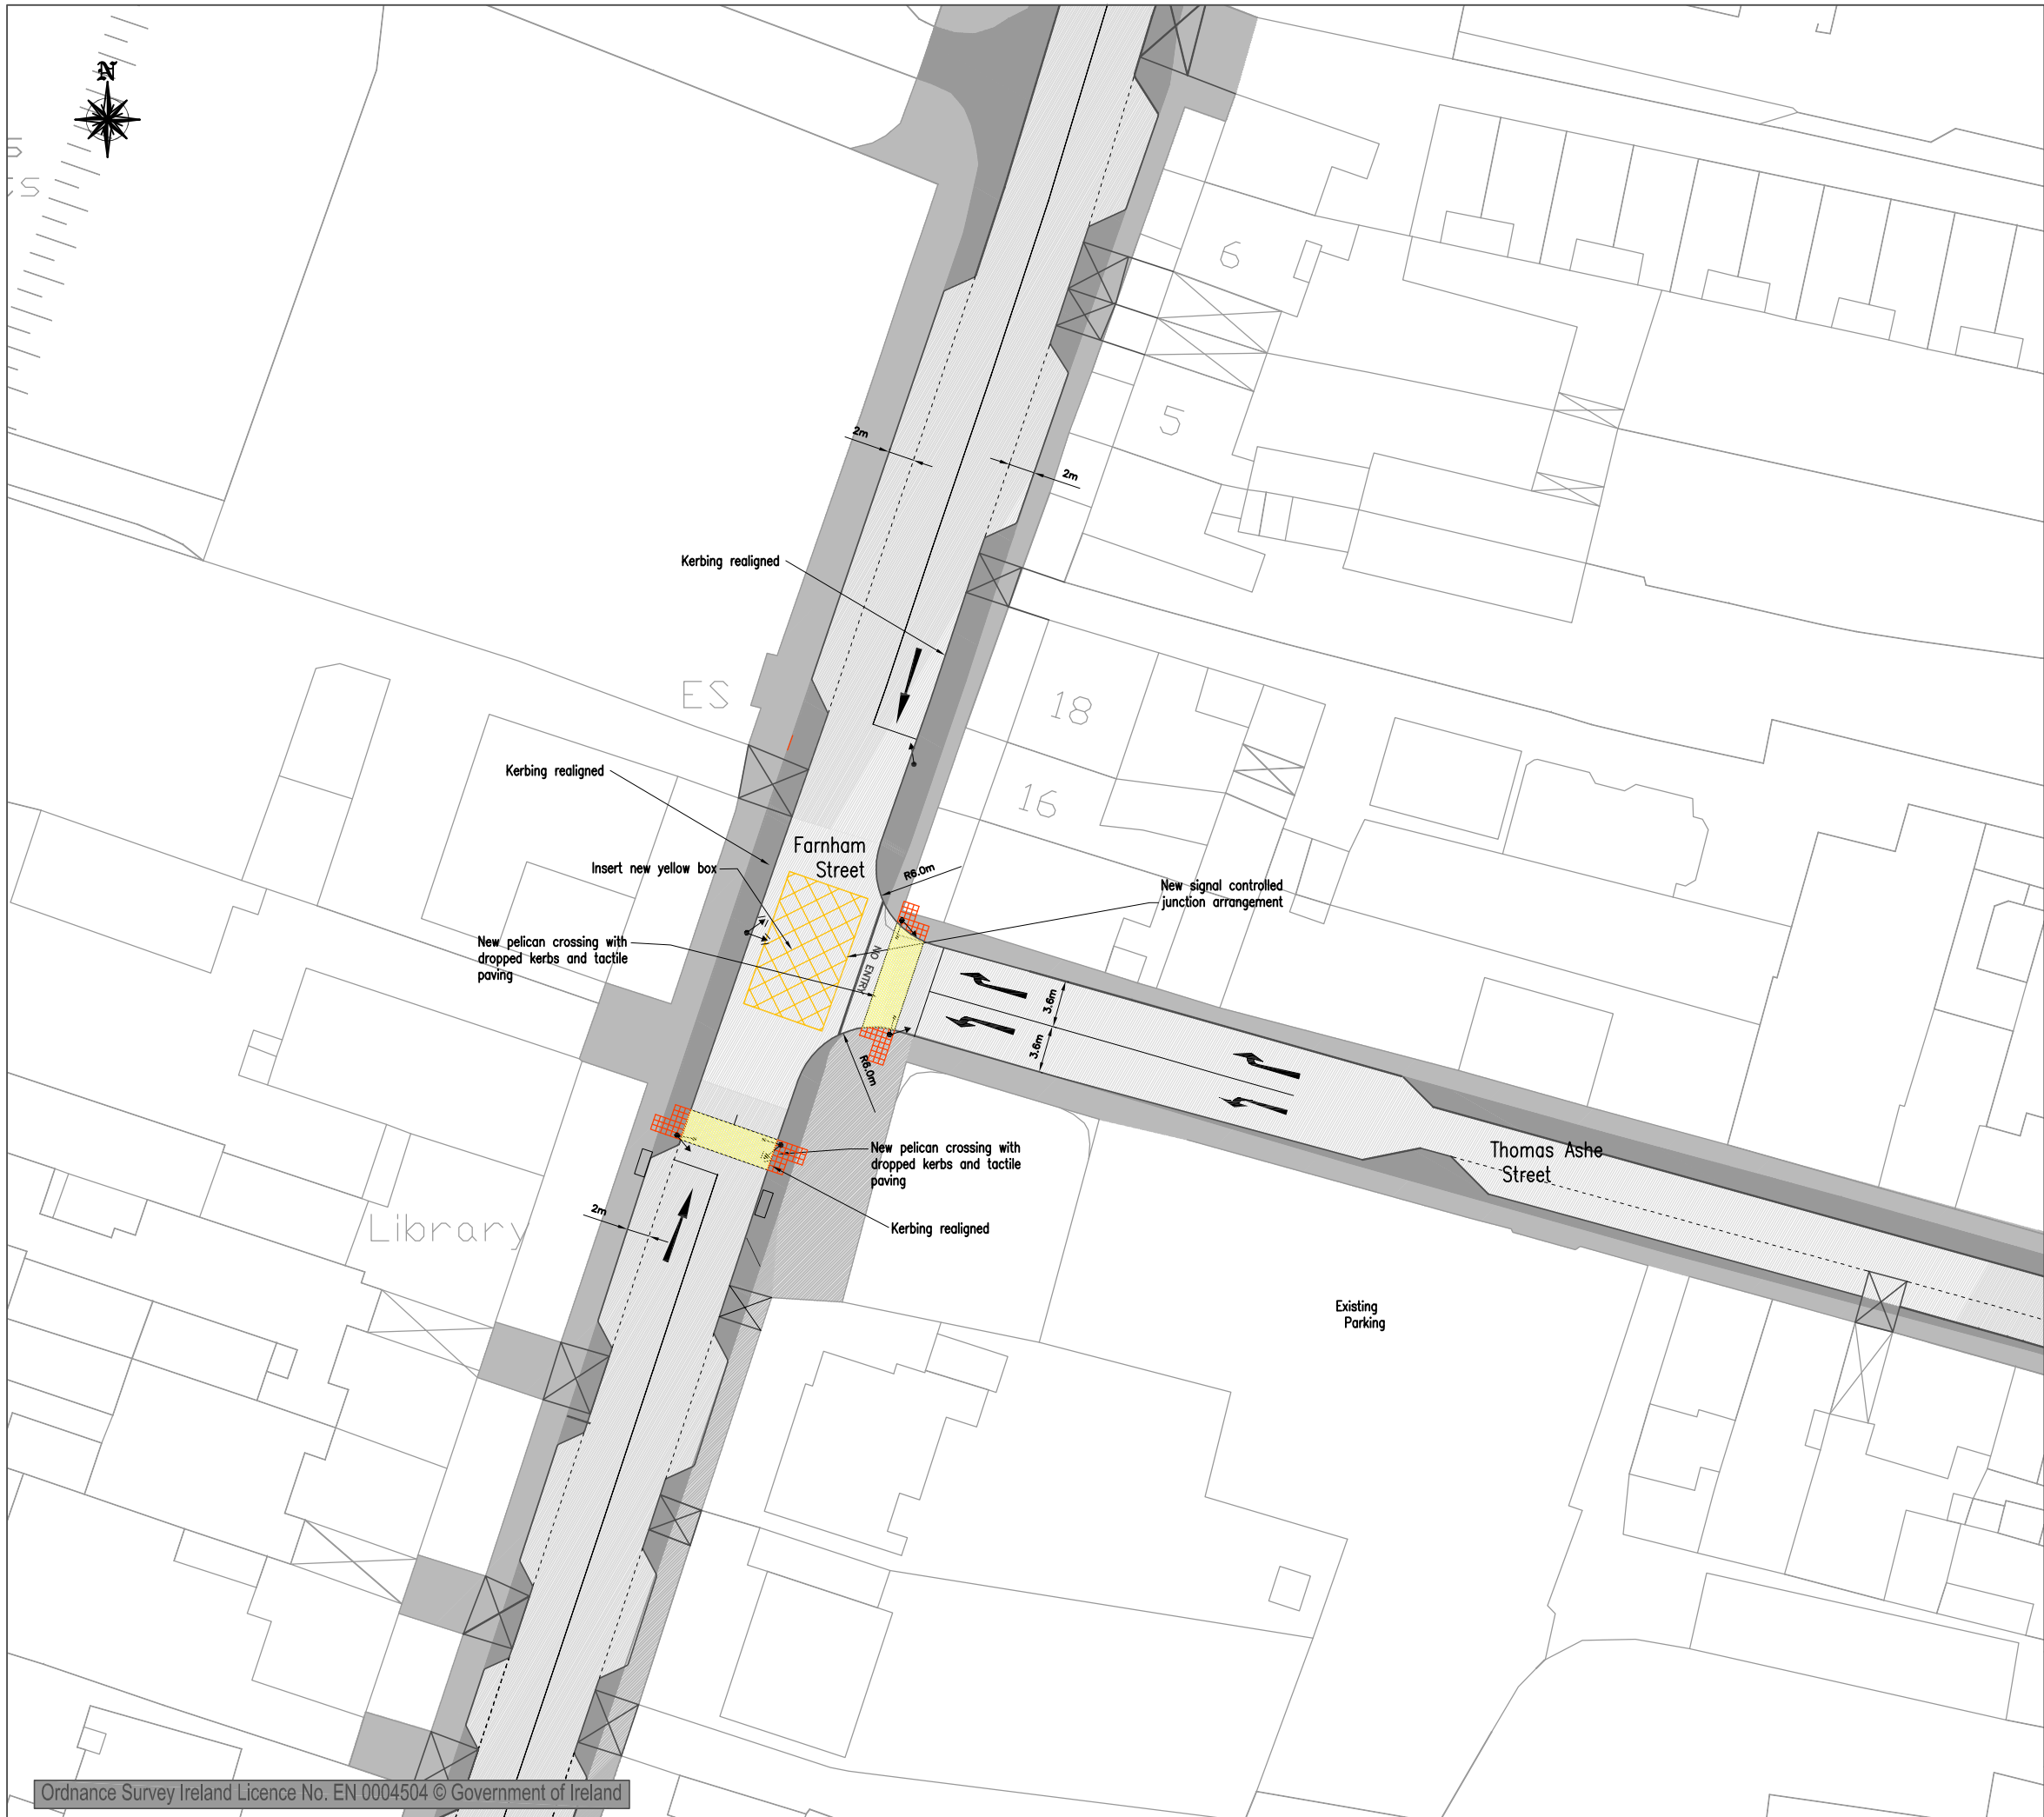 N
S
ES
6
5
2m
2m
Kerbing realigned
ES
18
Kerbing realigned
16
Farnham
Street
Insert new yellow box
R6.0m
New signal controlled
junction arrangement
New pelican crossing with
dropped kerbs and tactile
paving
NO ENTRY
3.6m
3.6m
R6.0m
New pelican crossing with
dropped kerbs and tactile
paving
Thomas Ashe
Street
2m
Library
Kerbing realigned
Existing
Parking
Ordnance Survey Ireland Licence No. EN 0004504 © Government of Ireland